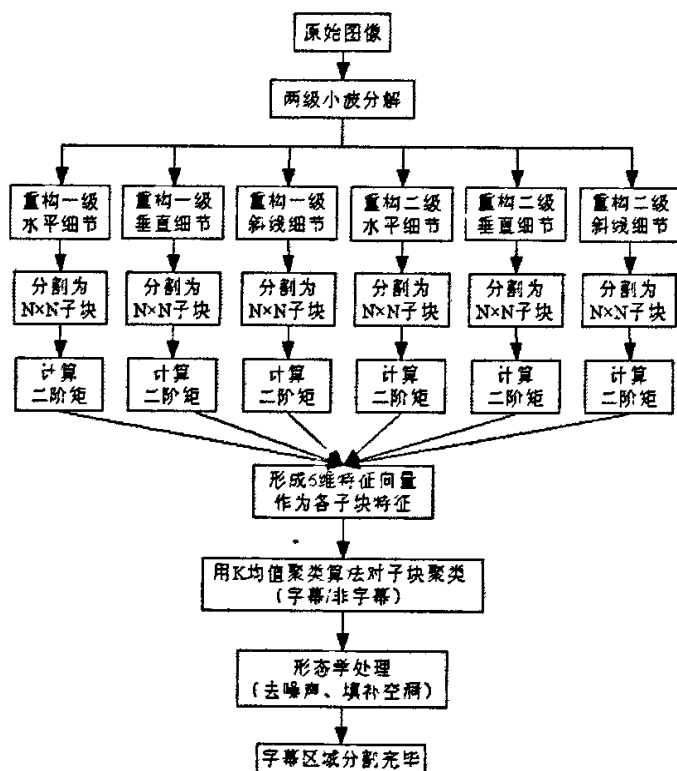 原始图像
两级小波分解
重构一级 重构一级 重构一级 重构二级 重构二级 重构二级
水平细节 垂直细节 斜线细节 水平细节 垂直细节 斜线细节
分割为 分割为 分割为 分割为 分割为 分割为
N×N子块 N×N子块 N×N子块 N×N子块 N×N子块 N×N子块
计算 计算 计算 计算 计算 计算
二阶矩 二阶矩 二阶矩 二阶矩 二阶矩 二阶矩
形成6维特征向量
作为各子块特征
用K均值聚类算法对子块聚类
(字幕/非字幕)
形态学处理
(去噪声、填补空洞)
字幕区域分割完毕